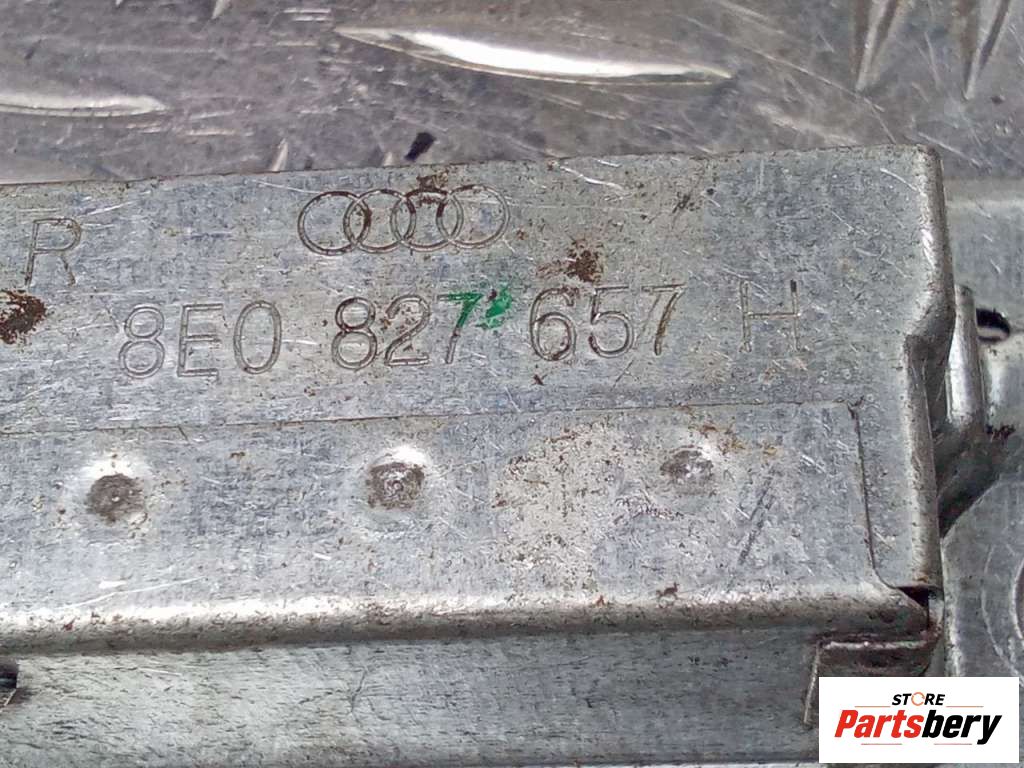 R
8E0 827 657 H
STORE
Partsbery